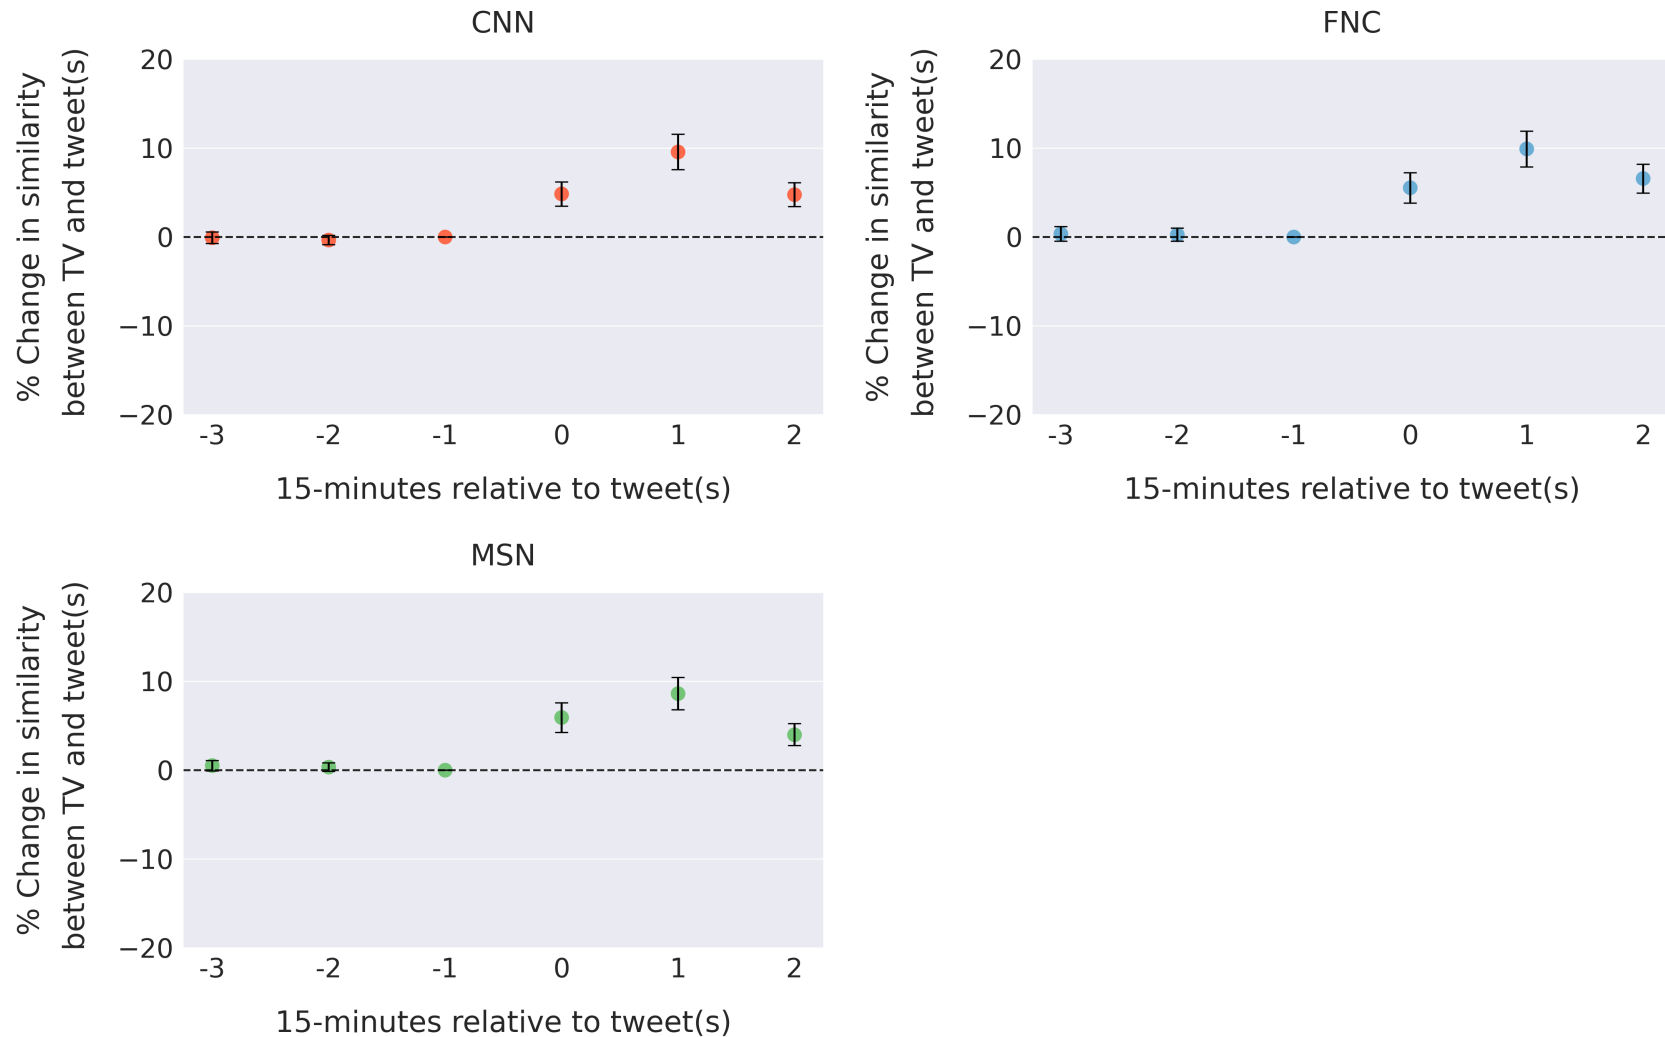 CNN
% Change in similarity
between TV and tweet(s)
20
10
0
−10
−20
-3 -2 -1 0 1 2
15-minutes relative to tweet(s)
FNC
% Change in similarity
between TV and tweet(s)
20
10
0
−10
−20
-3 -2 -1 0 1 2
15-minutes relative to tweet(s)
MSN
% Change in similarity
between TV and tweet(s)
20
10
0
−10
−20
-3 -2 -1 0 1 2
15-minutes relative to tweet(s)